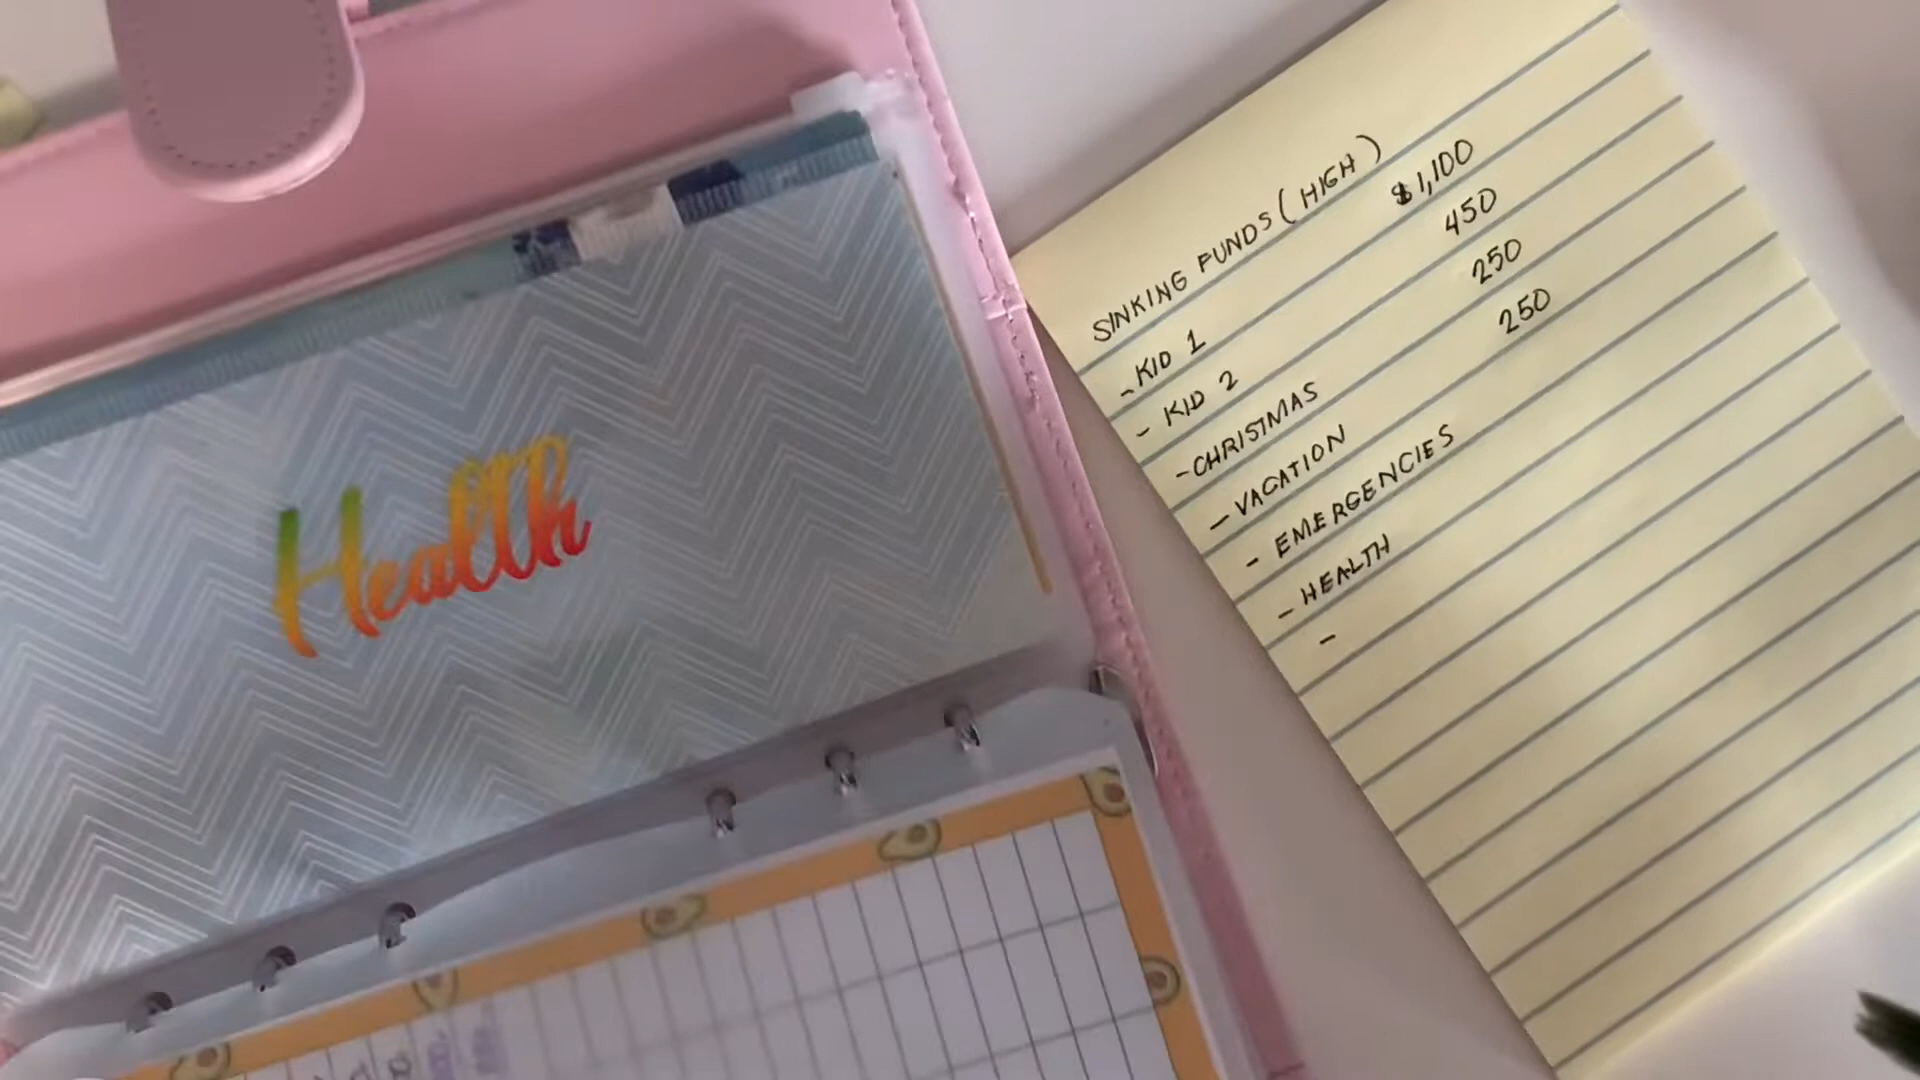 Health
SINKING FUNDS (HIGH)
- KID 1 $1,100
- KID 2 450
- CHRISTMAS 250
- VACATION 250
- EMERGENCIES
- HEALTH
-